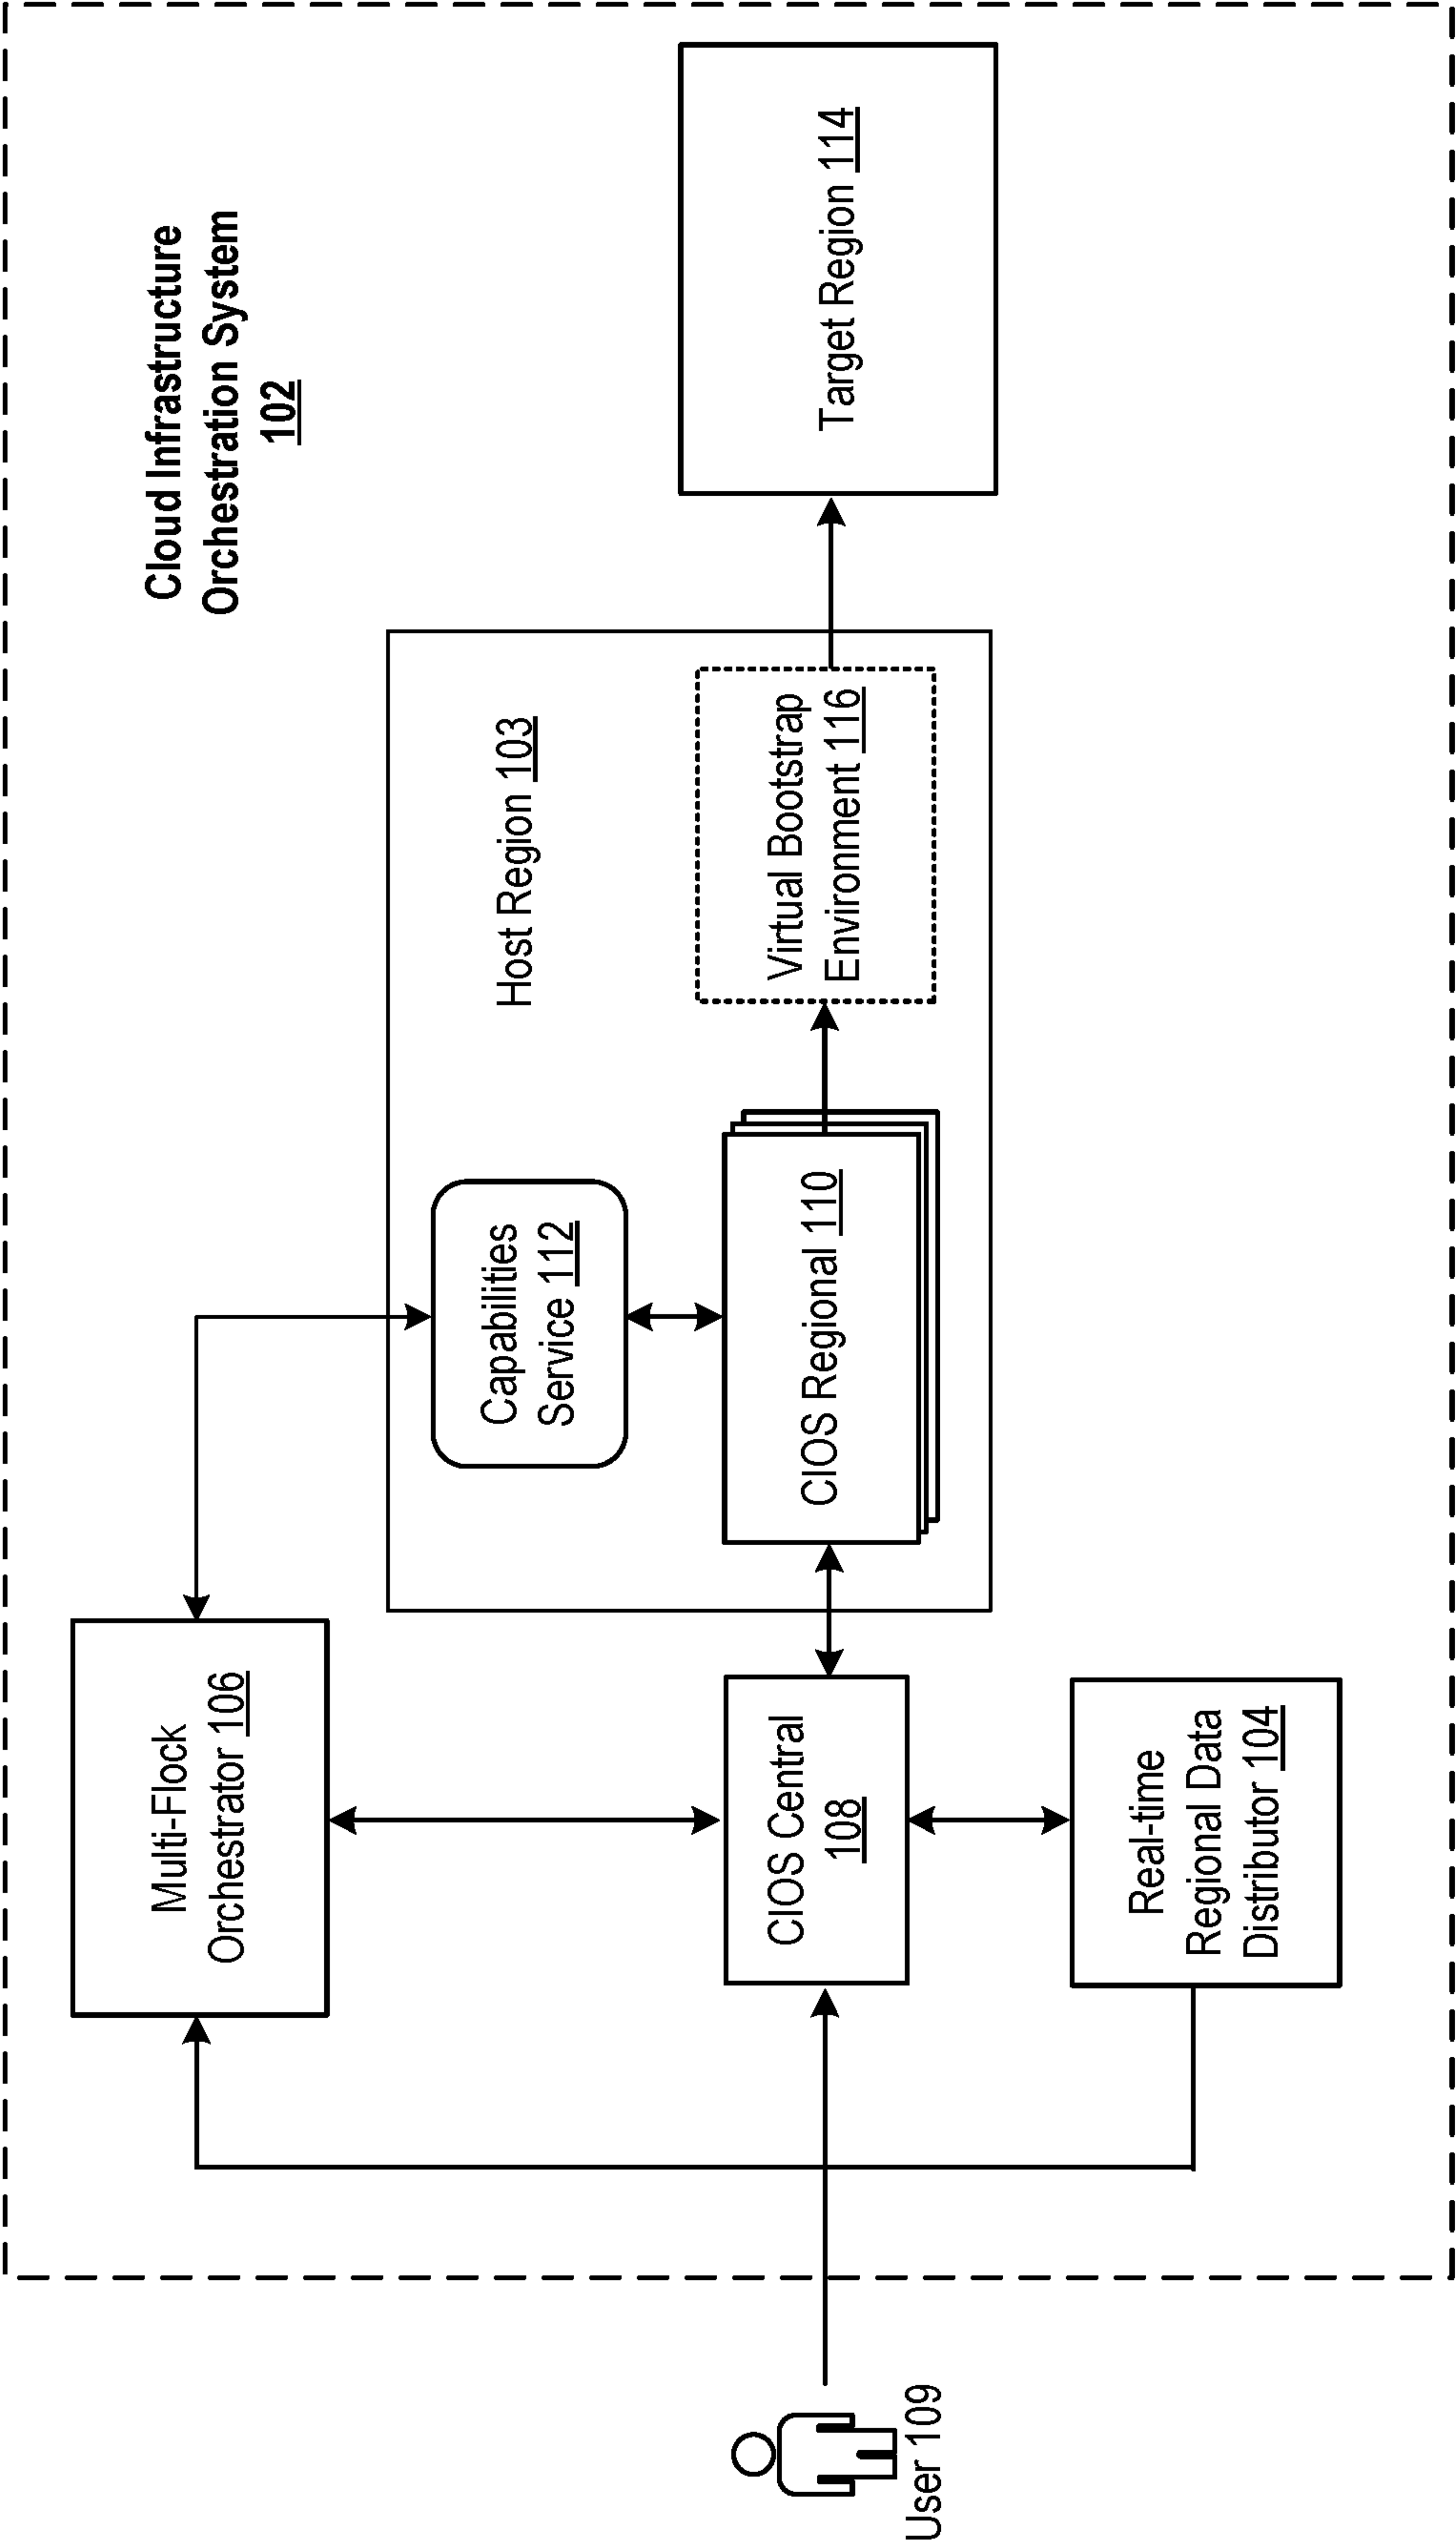 Cloud Infrastructure
Orchestration System
102
Multi-Flock
Orchestrator 106
Host Region 103
Capabilities
Service 112
User 109
CIOS Central
108
CIOS Regional 110
Virtual Bootstrap
Environment 116
Target Region 114
Real-time
Regional Data
Distributor 104